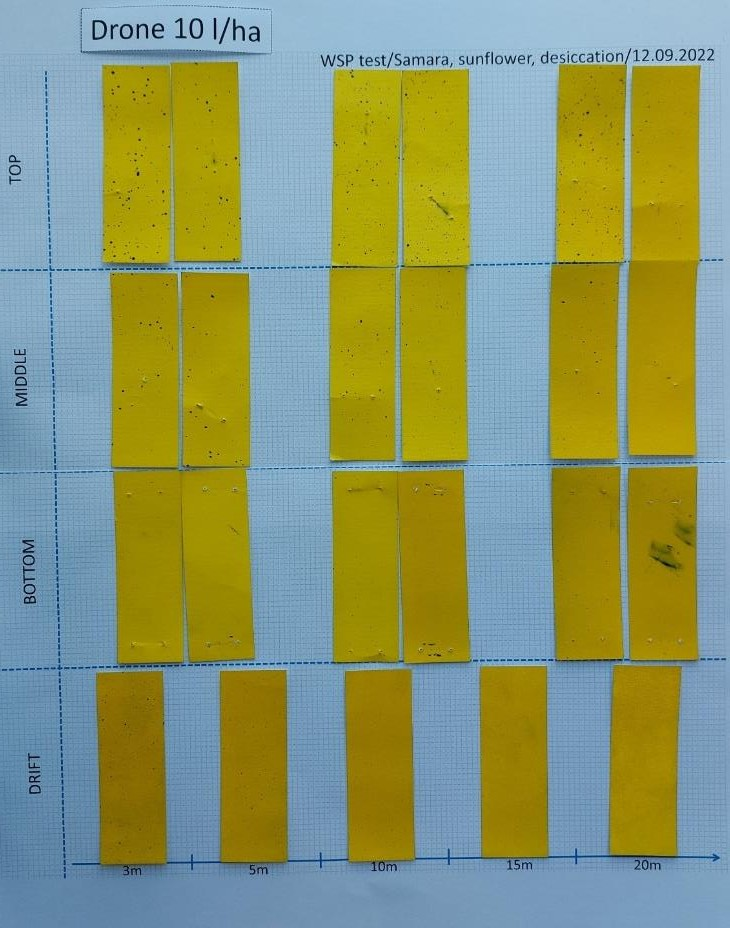 Drone 10 l/ha
WSP test/Samara, sunflower, desiccation/12.09.2022
TOP
MIDDLE
BOTTOM
DRIFT
3m 5m 10m 15m 20m